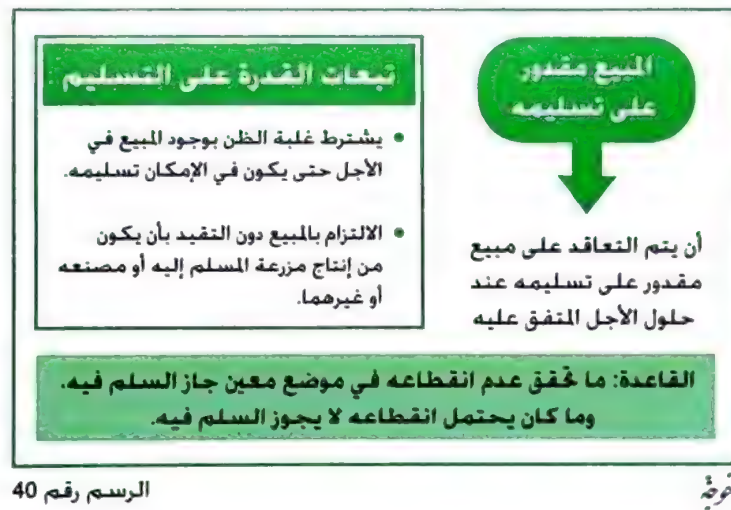 المبيع مقدور
على تسليمه
أن يتم التعاقد على مبيع
مقدور على تسليمه عند
حلول الأجل المتفق عليه
تبعات القدرة على التسليم
• يشترط غلبة الظن بوجود المبيع في
الأجل حتى يكون في الإمكان تسليمه.
• الالتزام بالمبيع دون التقيد بأن يكون
من إنتاج مزرعة المسلم إليه أو مصنعه
أو غيرهما.
القاعدة: ما تحقق عدم انقطاعه في موضع معين جاز السلم فيه.
وما كان يحتمل انقطاعه لا يجوز السلم فيه.
الرسم رقم 40